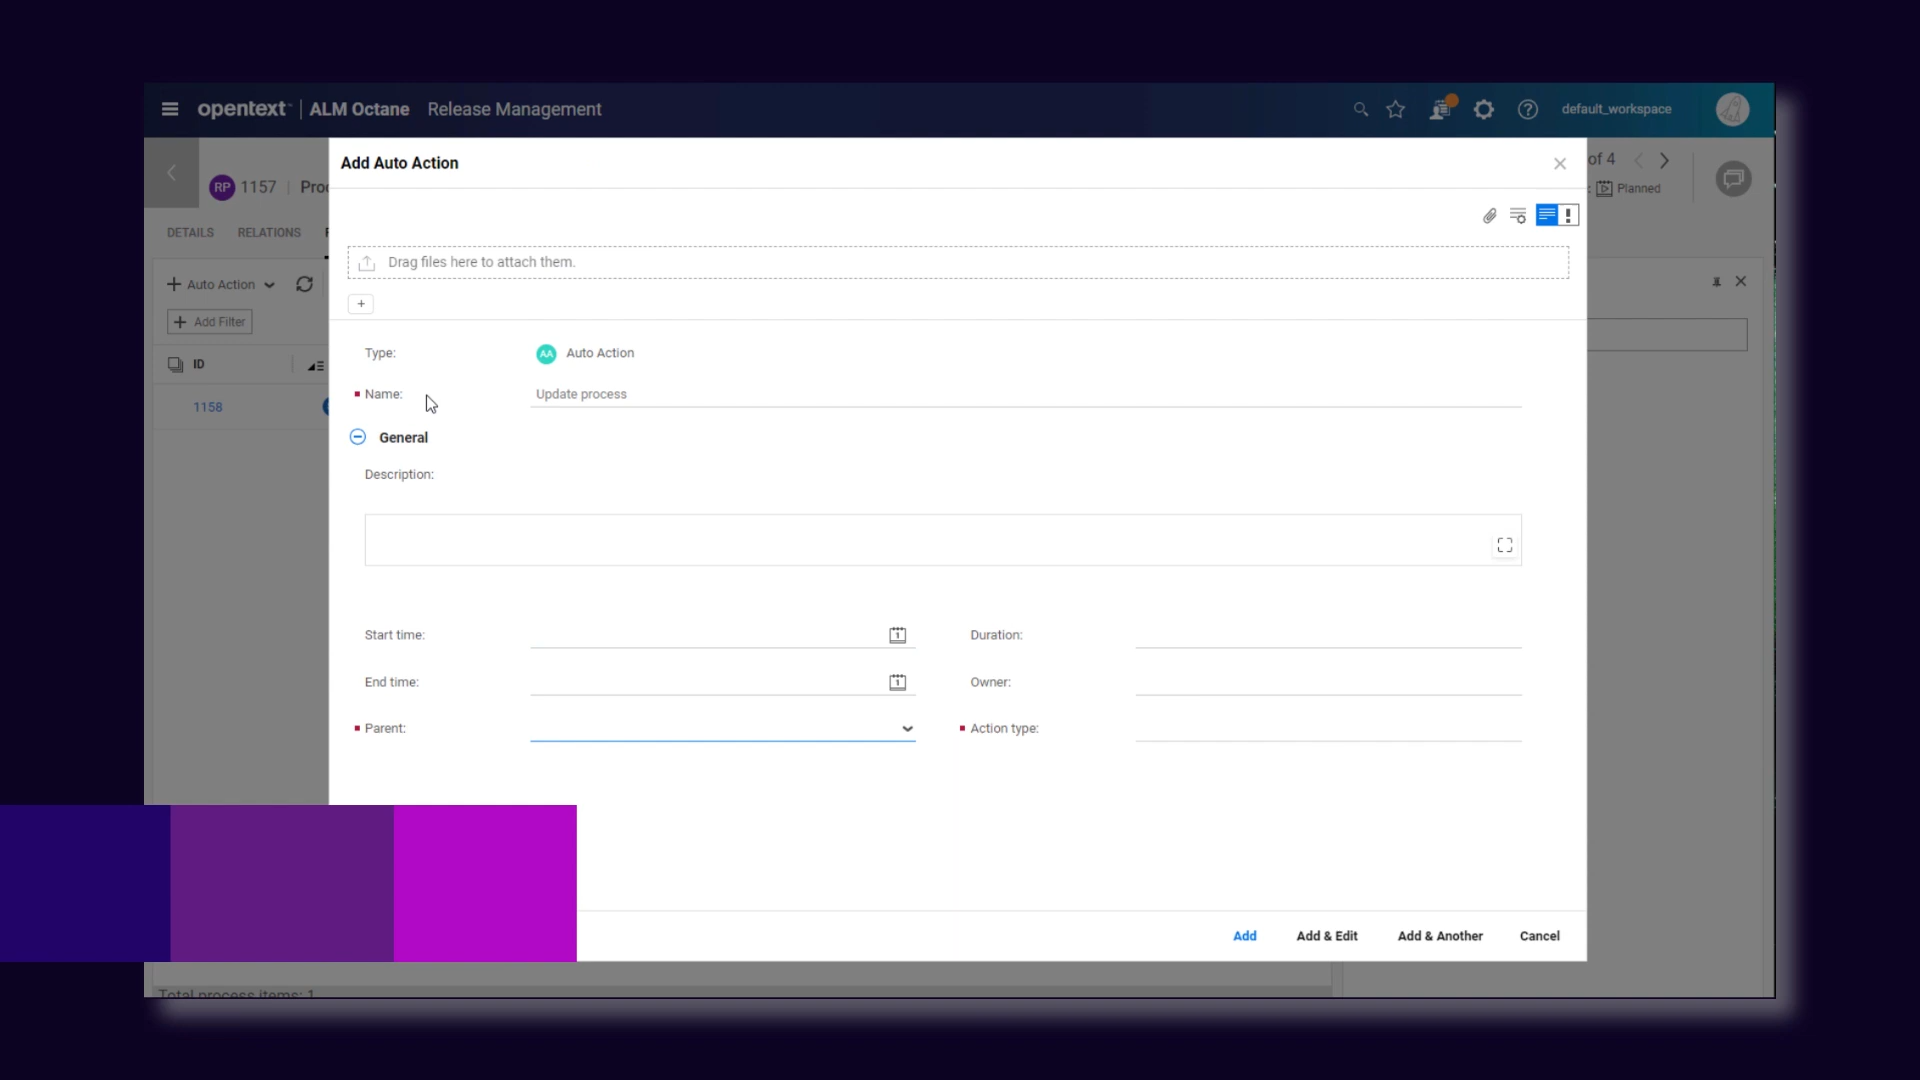 opentext™ | ALM Octane Release Management
default_workspace
Add Auto Action
of 4
RP 1157 | Proc
Planned
DETAILS RELATIONS
Auto Action
Drag files here to attach them.
+ Add Filter
+
ID
Type: AA Auto Action
Name: Update process
1158
General
Description:
Start time:
Duration:
End time:
Owner:
Parent:
Action type:
Add Add & Edit Add & Another Cancel
Total process items: 1